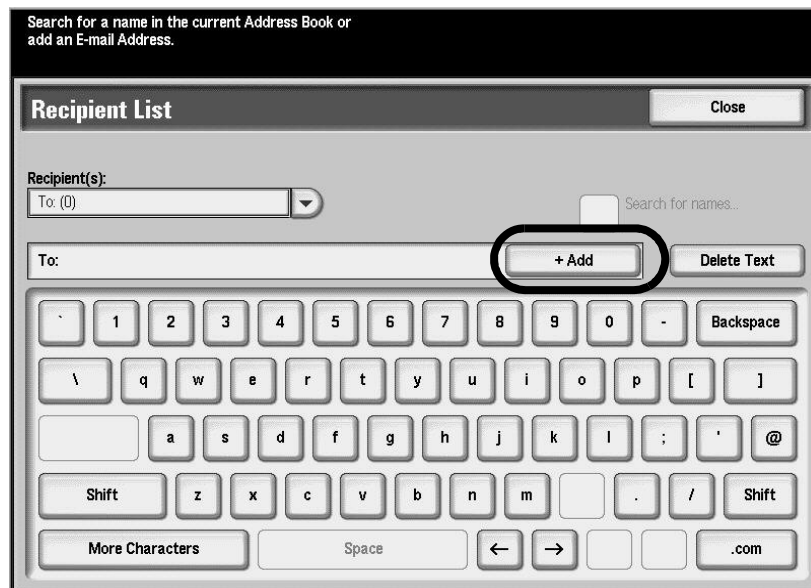 Search for a name in the current Address Book or
add an E-mail Address.
Recipient List
Close
Recipient(s):
To: (0)
Search for names...
To:
+ Add
Delete Text
` 1 2 3 4 5 6 7 8 9 0 - Backspace
\ q w e r t y u i o p [ ]
a s d f g h j k l ; ' @
Shift z x c v b n m . / Shift
More Characters Space ← → .com